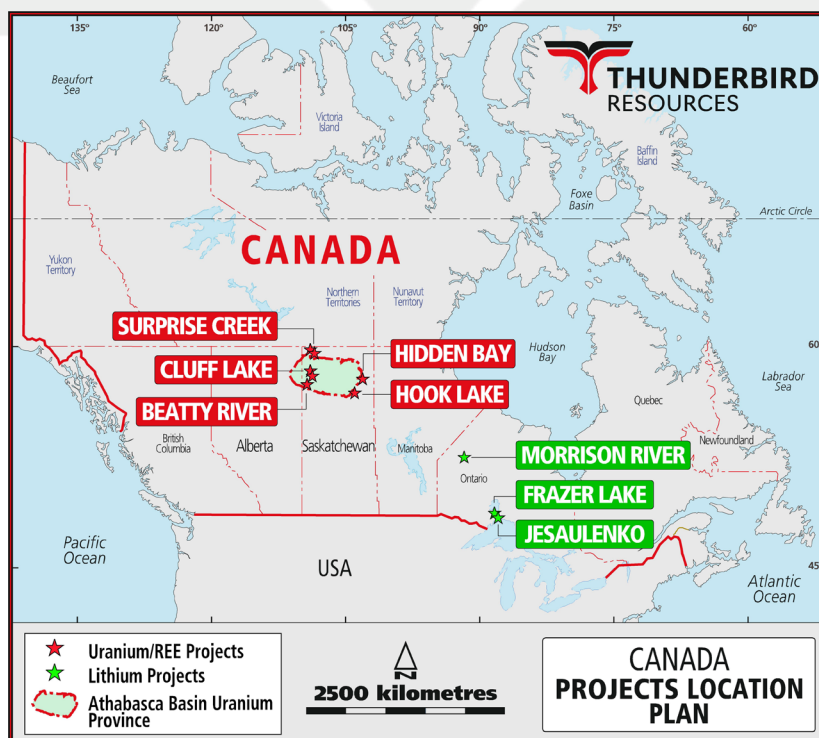 135°
120°
105°
90°
75°
60°
Beaufort
Sea
THUNDERBIRD
RESOURCES
Victoria
Island
Baffin
Island
Foxe
Basin
Arctic Circle
CANADA
Yukon
Territory
Northern
Territories
Nunavut
Territory
SURPRISE CREEK
CLUFF LAKE
BEATTY RIVER
HIDDEN BAY
HOOK LAKE
Hudson
Bay
60
Labrador
Sea
British
Columbia
Alberta
Saskatchewan
Manitoba
Ontario
Quebec
Newfoundland
MORRISON RIVER
FRAZER LAKE
JESAULENKO
Pacific
Ocean
USA
45
Atlantic
Ocean
Uranium/REE Projects
Lithium Projects
Athabasca Basin Uranium
Province
N
2500 kilometres
CANADA
PROJECTS LOCATION
PLAN